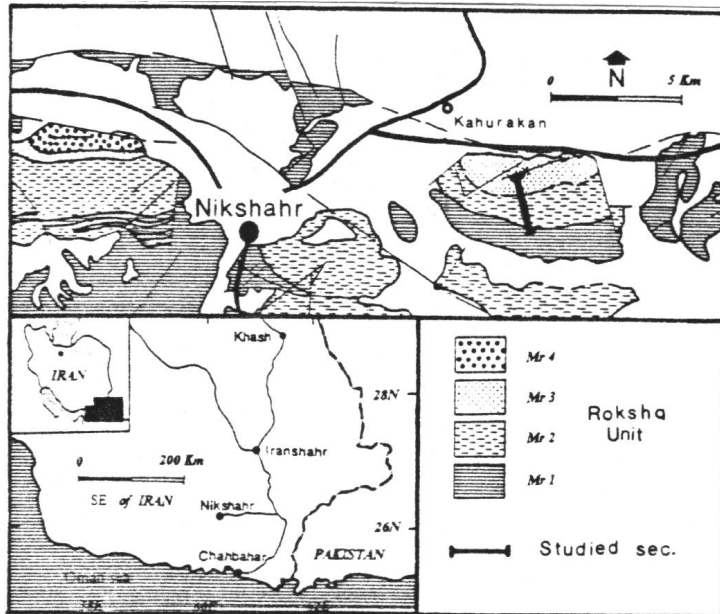 N
0 5 Km
Kahurakan
Nikshahr
Khash
IRAN
28N
0 200 Km
Iranshahr
SE of IRAN
Nikshahr
26N
Chahbahar
PAKISTAN
Mr 4
Mr 3
Roksha
Unit
Mr 2
Mr 1
Studied sec.